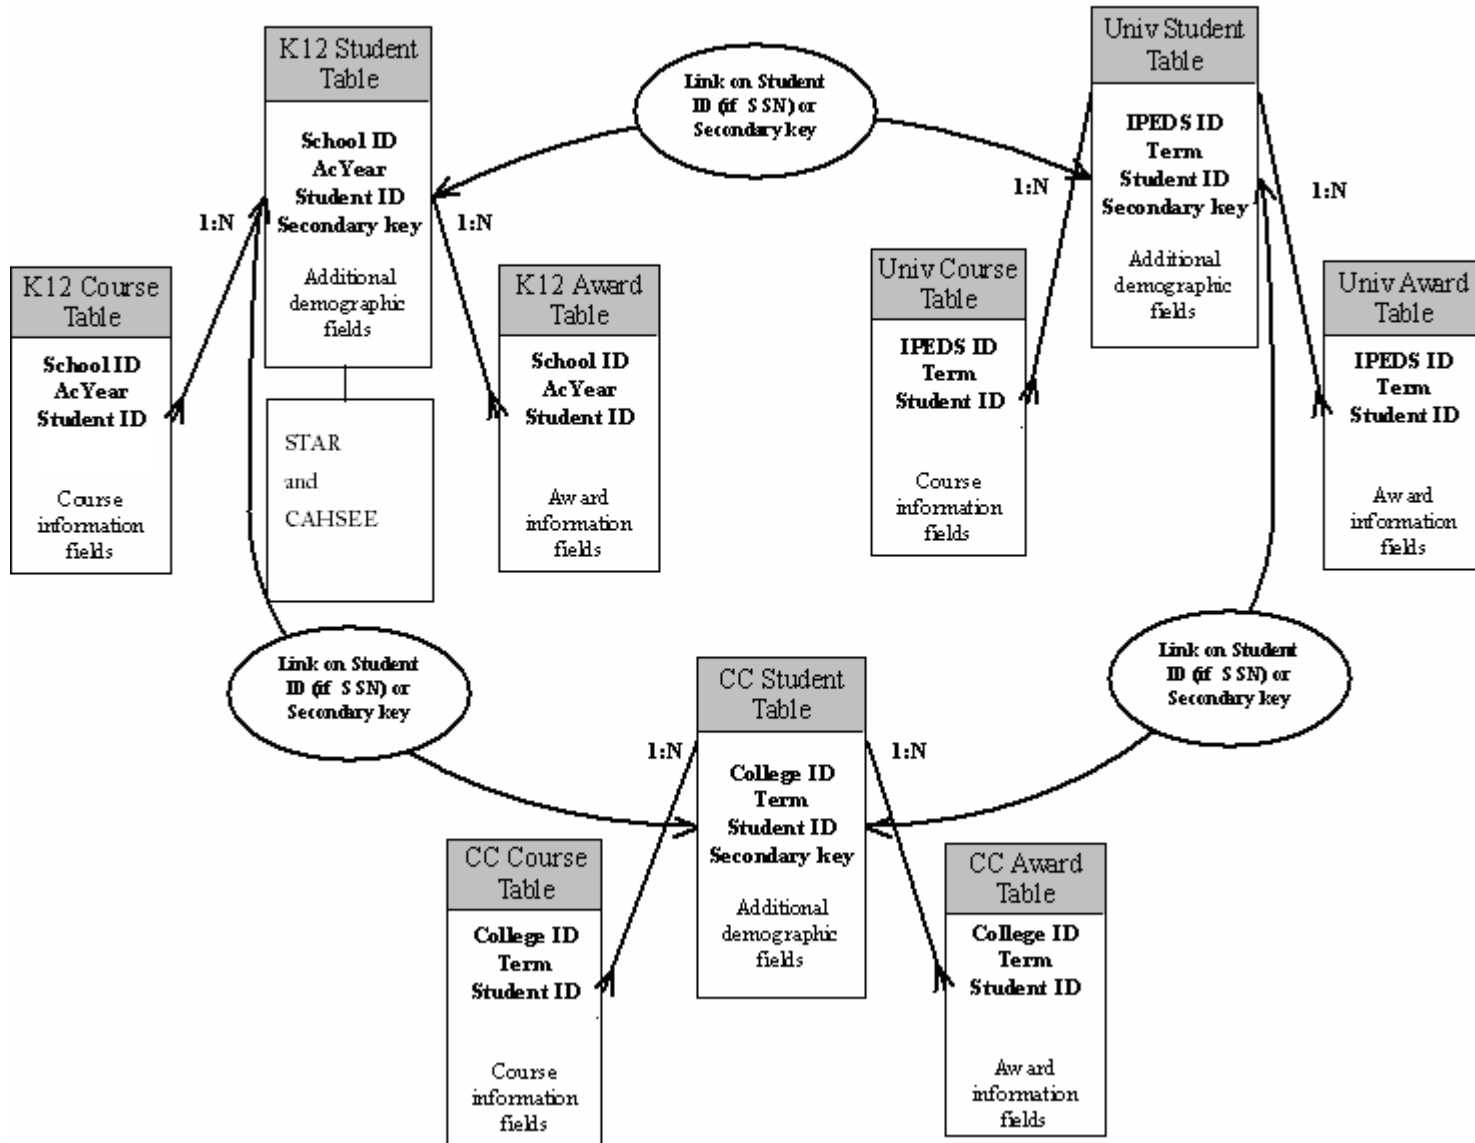 K12 Student
Table
School ID
AcYear
Student ID
Secondary key
Additional
demographic
fields
Link on Student
ID (if SSN) or
Secondary key
Univ Student
Table
IPEDS ID
Term
Student ID
Secondary key
Additional
demographic
fields
1:N
1:N
1:N
1:N
K12 Course
Table
School ID
AcYear
Student ID
Course
information
fields
STAR
and
CAHSEE
K12 Award
Table
School ID
AcYear
Student ID
Award
information
fields
Univ Course
Table
IPEDS ID
Term
Student ID
Course
information
fields
Univ Award
Table
IPEDS ID
Term
Student ID
Award
information
fields
Link on Student
ID (if SSN) or
Secondary key
CC Student
Table
College ID
Term
Student ID
Secondary key
Additional
demographic
fields
Link on Student
ID (if SSN) or
Secondary key
1:N
1:N
CC Course
Table
College ID
Term
Student ID
Course
information
fields
CC Award
Table
College ID
Term
Student ID
Award
information
fields